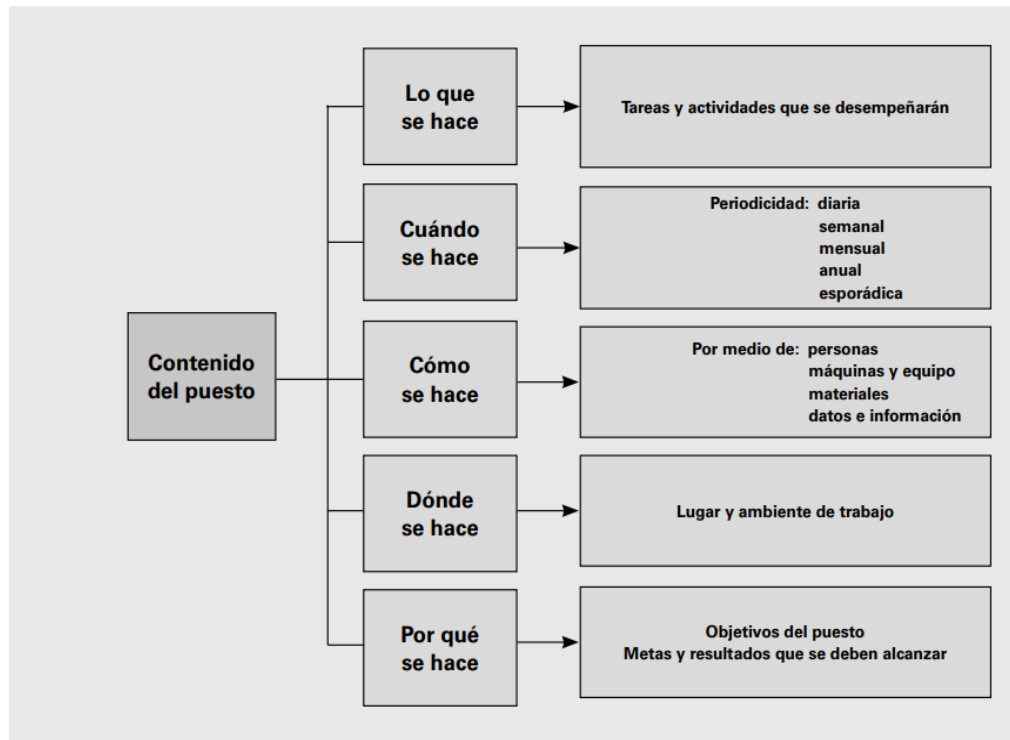 Contenido
del puesto
Lo que
se hace
Tareas y actividades que se desempeñarán
Cuándo
se hace
Periodicidad: diaria
semanal
mensual
anual
esporádica
Cómo
se hace
Por medio de: personas
máquinas y equipo
materiales
datos e información
Dónde
se hace
Lugar y ambiente de trabajo
Por qué
se hace
Objetivos del puesto
Metas y resultados que se deben alcanzar